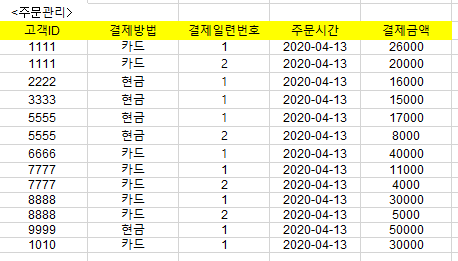 <주문관리>
고객ID 결제방법 결제일련번호 주문시간 결제금액
1111 카드 1 2020-04-13 26000
1111 카드 2 2020-04-13 20000
2222 현금 1 2020-04-13 16000
3333 현금 1 2020-04-13 15000
5555 현금 1 2020-04-13 17000
5555 현금 2 2020-04-13 8000
6666 카드 1 2020-04-13 40000
7777 카드 1 2020-04-13 11000
7777 카드 2 2020-04-13 4000
8888 카드 1 2020-04-13 30000
8888 카드 2 2020-04-13 5000
9999 현금 1 2020-04-13 50000
1010 카드 1 2020-04-13 30000